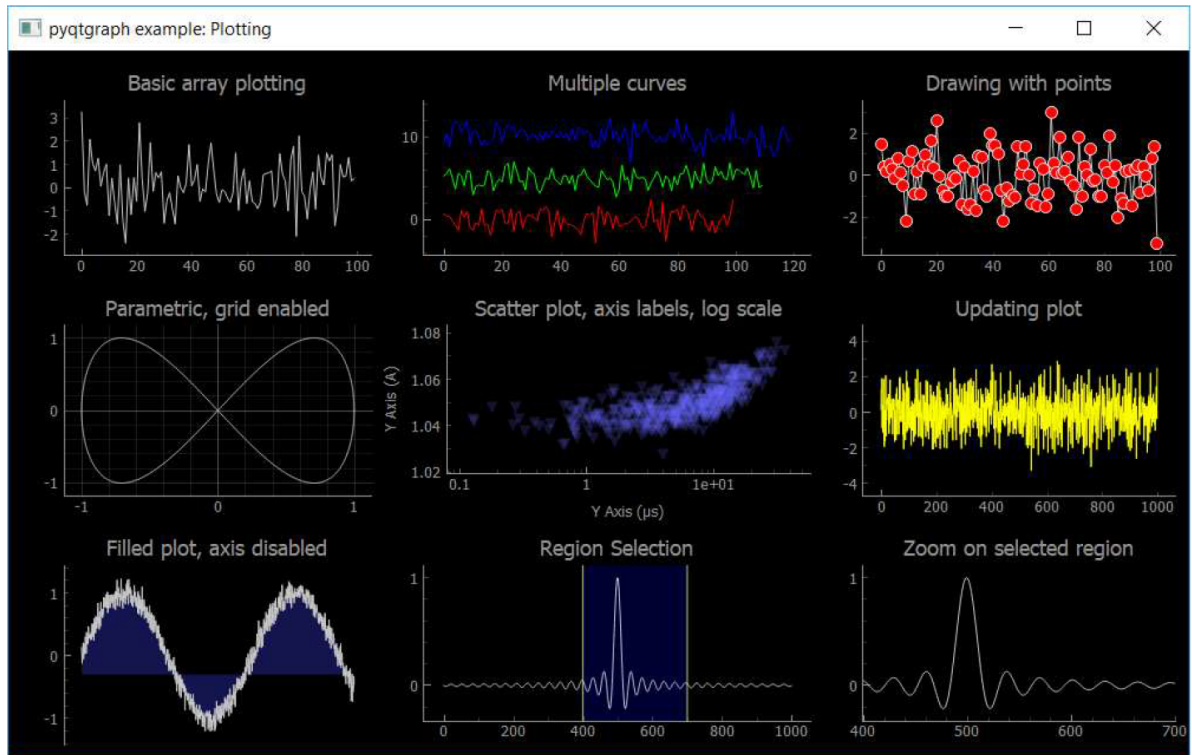 pyqtgraph example: Plotting
Basic array plotting
3
2
1
0
-1
-2
0 20 40 60 80 100
Multiple curves
10
0
0 20 40 60 80 100 120
Drawing with points
2
0
-2
0 20 40 60 80 100
Parametric, grid enabled
1
0
-1
-1 0 1
Scatter plot, axis labels, log scale
Y Axis (A)
1.08
1.06
1.04
1.02
0.1 1 1e+01
Y Axis (µs)
Updating plot
4
2
0
-2
-4
0 200 400 600 800 1000
Filled plot, axis disabled
1
0
-1
Region Selection
1
0
0 200 400 600 800 1000
Zoom on selected region
1
0
400 500 600 700